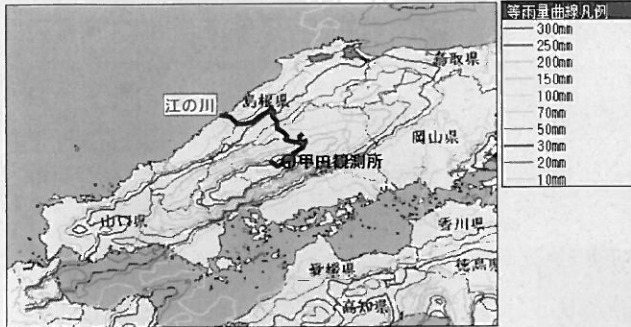 鳥取県
島根県
江の川
岡山県
甲田観測所
山口県
香川県
愛媛県
徳島県
高知県
等雨量曲線凡例
300mm
250mm
200mm
150mm
100mm
70mm
50mm
30mm
20mm
10mm